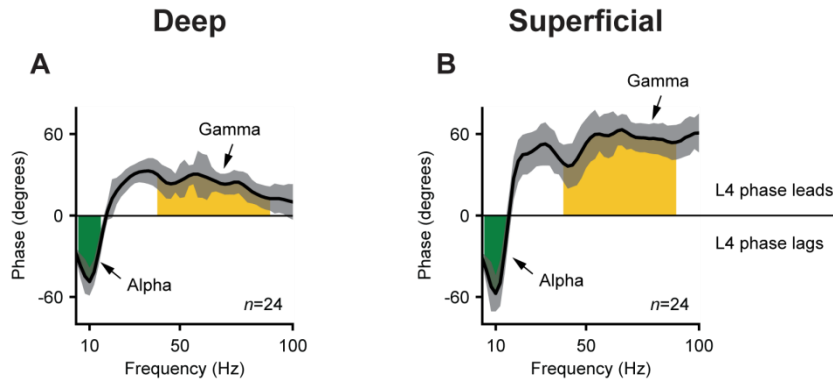 Deep
Superficial
A
B
Phase (degrees)
60
0
-60
Gamma
Alpha
n=24
10
50
100
Frequency (Hz)
Phase (degrees)
60
0
-60
Gamma
Alpha
n=24
10
50
100
Frequency (Hz)
L4 phase leads
L4 phase lags